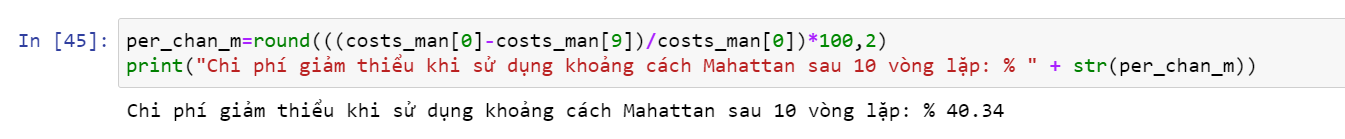 In [45]: per_chan_m=round(((costs_man[0]-costs_man[9])/costs_man[0])*100,2)
print("Chi phí giảm thiểu khi sử dụng khoảng cách Mahattan sau 10 vòng lặp: % " + str(per_chan_m))
Chi phí giảm thiểu khi sử dụng khoảng cách Mahattan sau 10 vòng lặp: % 40.34